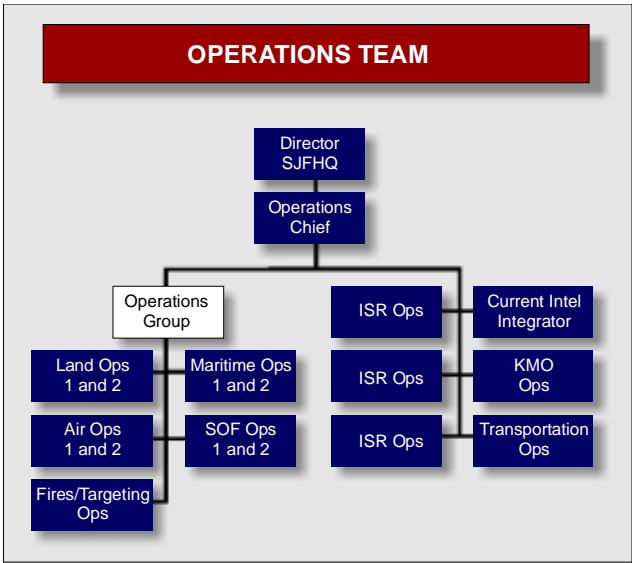 OPERATIONS TEAM
Director
SJFHQ
Operations
Chief
Operations
Group
Land Ops
1 and 2
Maritime Ops
1 and 2
Air Ops
1 and 2
SOF Ops
1 and 2
Fires/Targeting
Ops
ISR Ops
Current Intel
Integrator
ISR Ops
KMO
Ops
ISR Ops
Transportation
Ops